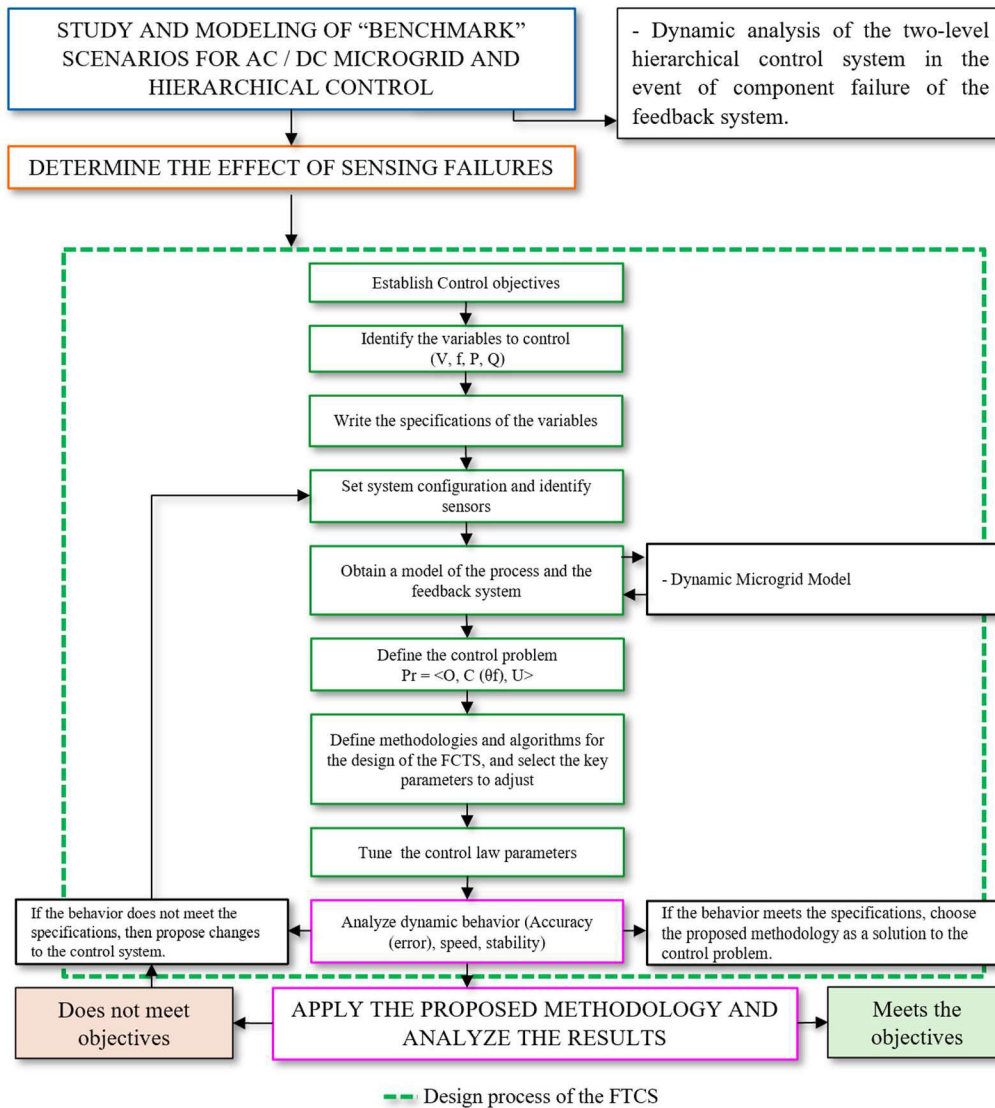 STUDY AND MODELING OF “BENCHMARK”
SCENARIOS FOR AC / DC MICROGRID AND
HIERARCHICAL CONTROL
- Dynamic analysis of the two-level
hierarchical control system in the
event of component failure of the
feedback system.
DETERMINE THE EFFECT OF SENSING FAILURES
Establish Control objectives
Identify the variables to control
(V, f, P, Q)
Write the specifications of the variables
Set system configuration and identify
sensors
Obtain a model of the process and the
feedback system
- Dynamic Microgrid Model
Define the control problem
Pr = <O, C (θf), U>
Define methodologies and algorithms for
the design of the FCTS, and select the key
parameters to adjust
Tune the control law parameters
If the behavior does not meet the
specifications, then propose changes
to the control system.
Analyze dynamic behavior (Accuracy
(error), speed, stability)
If the behavior meets the specifications, choose
the proposed methodology as a solution to the
control problem.
Does not meet
objectives
APPLY THE PROPOSED METHODOLOGY AND
ANALYZE THE RESULTS
Meets the
objectives
Design process of the FTCS